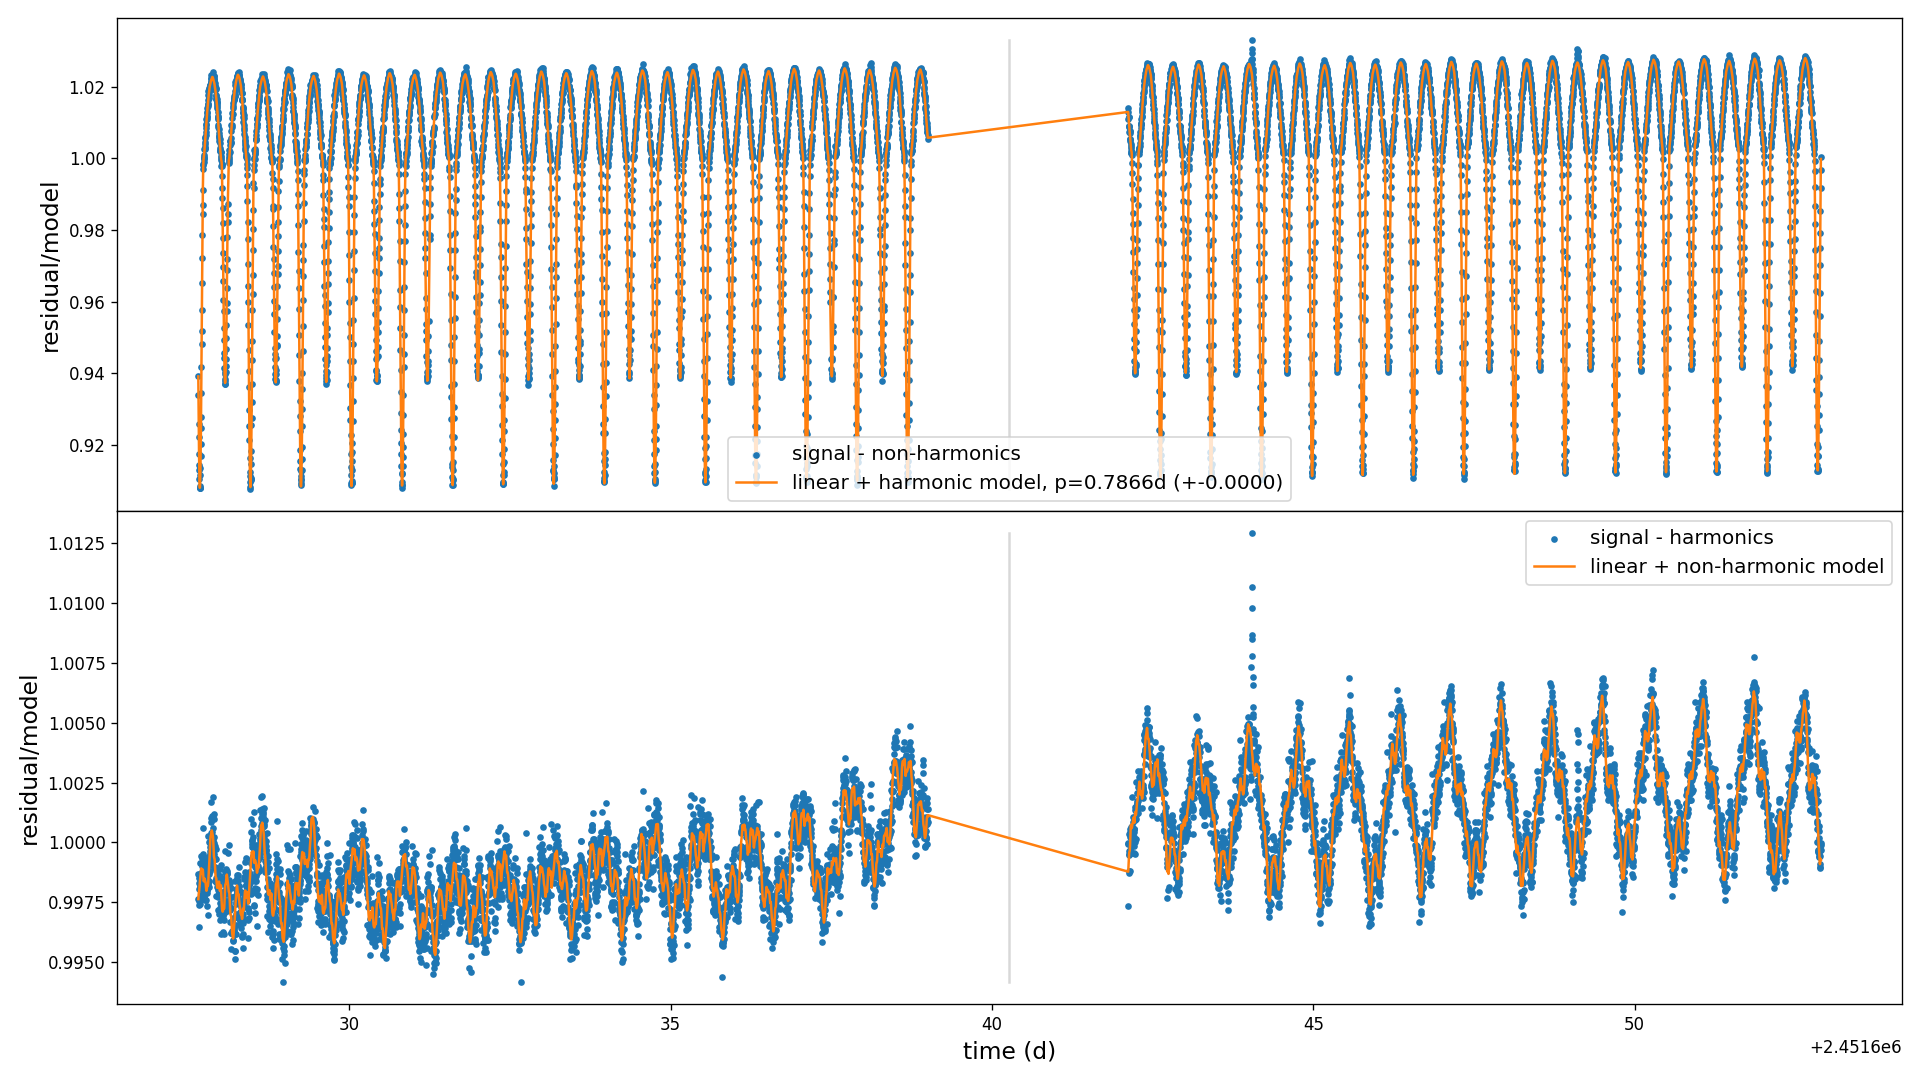 1.02
1.00
0.98
0.96
0.94
0.92
residual/model
signal - non-harmonics
linear + harmonic model, p=0.7866d (+-0.0000)
1.0125
1.0100
1.0075
1.0050
1.0025
1.0000
0.9975
0.9950
residual/model
signal - harmonics
linear + non-harmonic model
30
35
40
45
50
time (d)
+2.4516e6